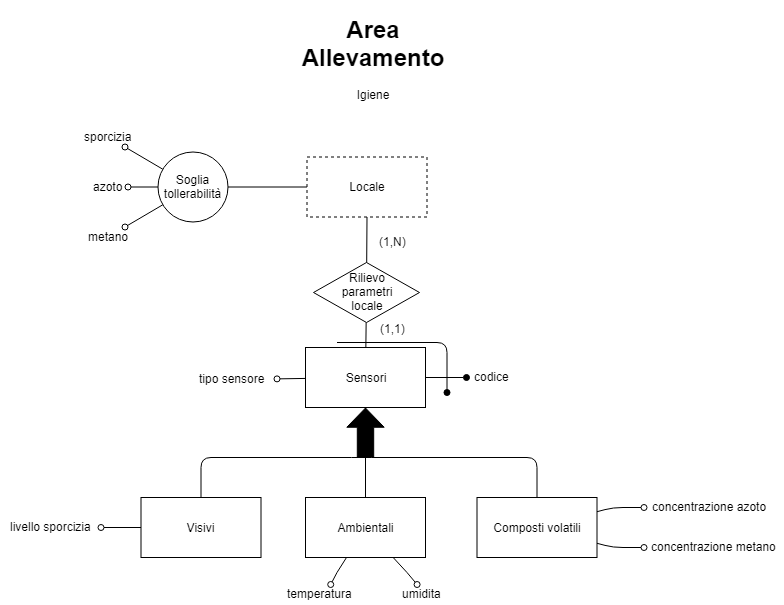 Area
Allevamento
Igiene
sporcizia
azoto
metano
Soglia
tollerabilità
Locale
(1,N)
Rilievo
parametri
locale
(1,1)
tipo sensore
Sensori
codice
livello sporcizia
Visivi
Ambientali
Composti volatili
concentrazione azoto
concentrazione metano
temperatura
umidita